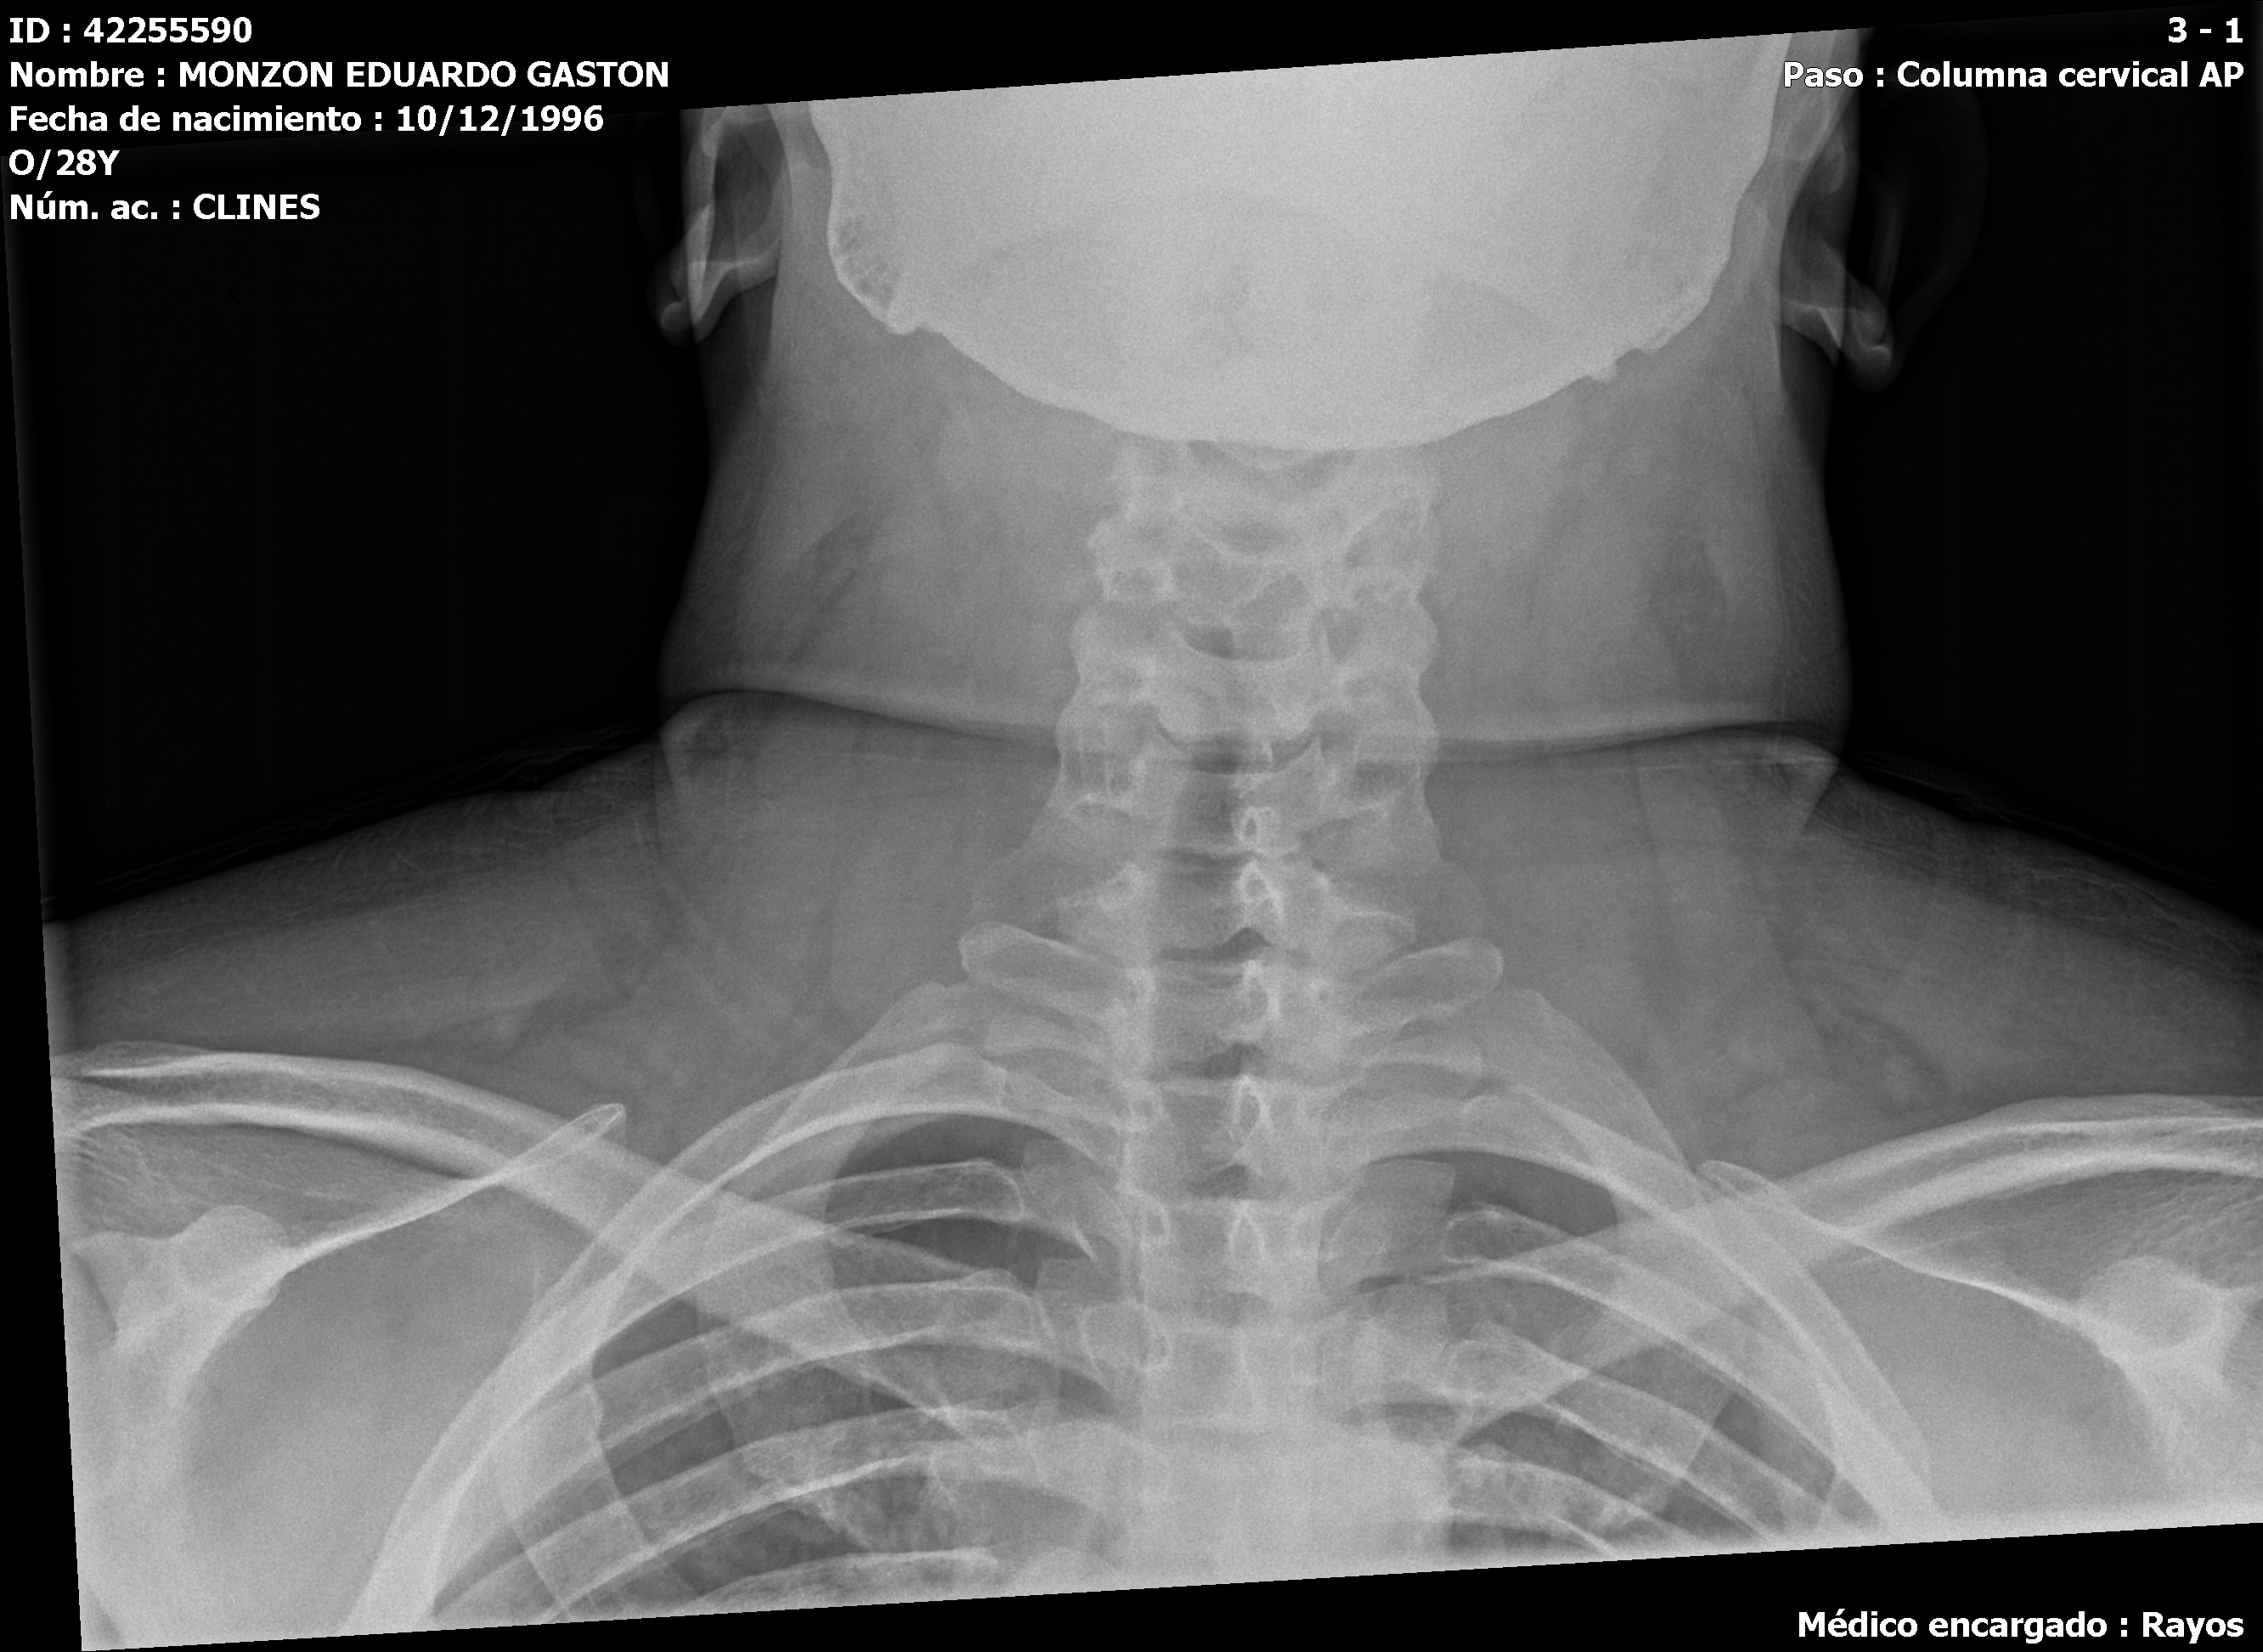 ID : 42255590
Nombre : MONZON EDUARDO GASTON
Fecha de nacimiento : 10/12/1996
O/28Y
Núm. ac. : CLINES
3 - 1
Paso : Columna cervical AP
Médico encargado : Rayos